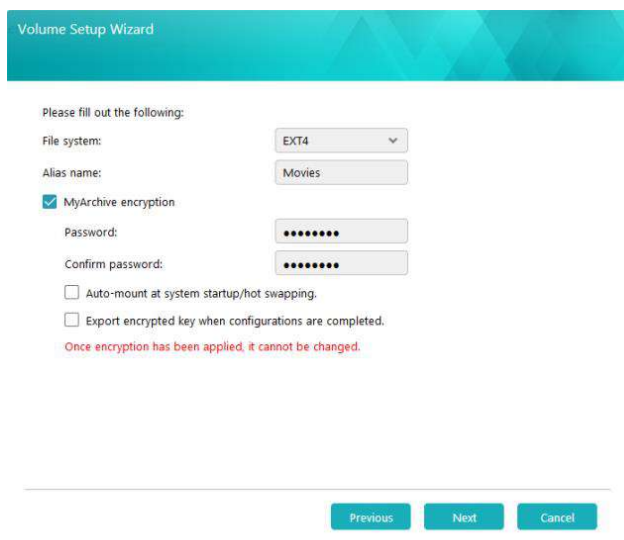 Volume Setup Wizard
Please fill out the following:
File system: EXT4
Alias name: Movies
MyArchive encryption
Password: ••••••••
Confirm password: ••••••••
Auto-mount at system startup/hot swapping.
Export encrypted key when configurations are completed.
Once encryption has been applied, it cannot be changed.
Previous Next Cancel